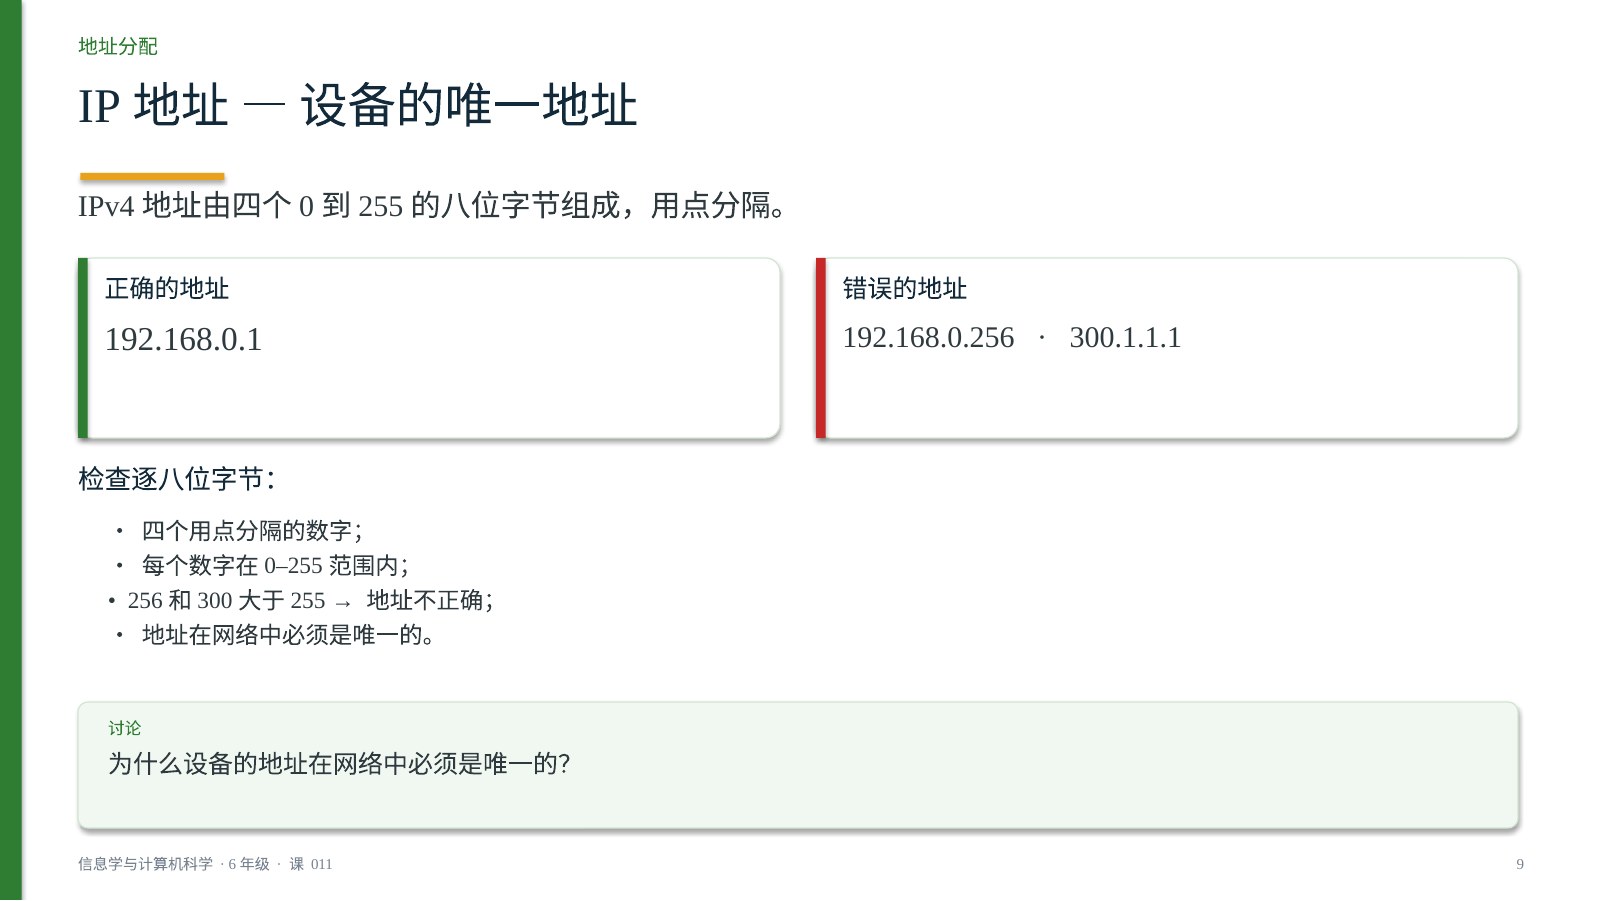 地址分配
IP 地址 — 设备的唯一地址
IPv4 地址由四个 0 到 255 的八位字节组成，用点分隔。
正确的地址
192.168.0.1
错误的地址
192.168.0.256 · 300.1.1.1
检查逐八位字节：
• 四个用点分隔的数字；
• 每个数字在 0–255 范围内；
• 256 和 300 大于 255 → 地址不正确；
• 地址在网络中必须是唯一的。
讨论
为什么设备的地址在网络中必须是唯一的？
信息学与计算机科学 · 6 年级 · 课 011
9